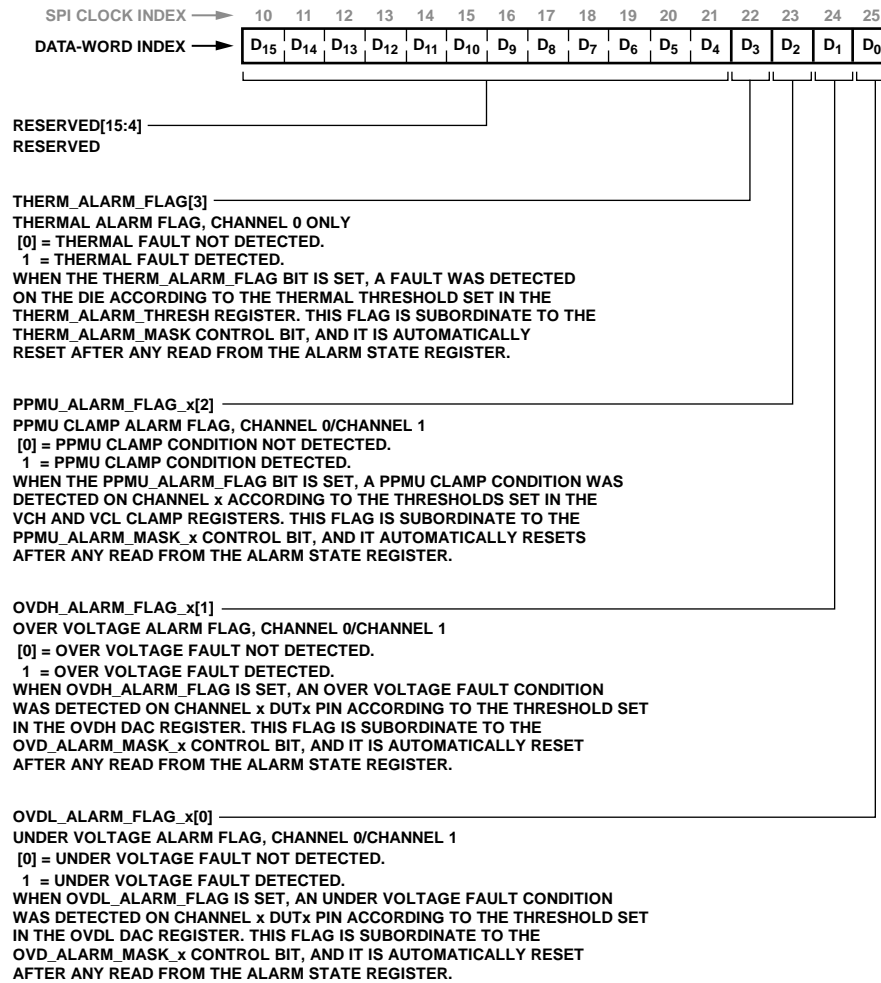 SPI CLOCK INDEX 10 11 12 13 14 15 16 17 18 19 20 21 22 23 24 25
DATA-WORD INDEX D15 D14 D13 D12 D11 D10 D9 D8 D7 D6 D5 D4 D3 D2 D1 D0
RESERVED[15:4]
RESERVED
THERM_ALARM_FLAG[3]
THERMAL ALARM FLAG, CHANNEL 0 ONLY
[0] = THERMAL FAULT NOT DETECTED.
1 = THERMAL FAULT DETECTED.
WHEN THE THERM_ALARM_FLAG BIT IS SET, A FAULT WAS DETECTED
ON THE DIE ACCORDING TO THE THERMAL THRESHOLD SET IN THE
THERM_ALARM_THRESH REGISTER. THIS FLAG IS SUBORDINATE TO THE
THERM_ALARM_MASK CONTROL BIT, AND IT IS AUTOMATICALLY
RESET AFTER ANY READ FROM THE ALARM STATE REGISTER.
PPMU_ALARM_FLAG_x[2]
PPMU CLAMP ALARM FLAG, CHANNEL 0/CHANNEL 1
[0] = PPMU CLAMP CONDITION NOT DETECTED.
1 = PPMU CLAMP CONDITION DETECTED.
WHEN THE PPMU_ALARM_FLAG BIT IS SET, A PPMU CLAMP CONDITION WAS
DETECTED ON CHANNEL x ACCORDING TO THE THRESHOLDS SET IN THE
VCH AND VCL CLAMP REGISTERS. THIS FLAG IS SUBORDINATE TO THE
PPMU_ALARM_MASK_x CONTROL BIT, AND IT AUTOMATICALLY RESETS
AFTER ANY READ FROM THE ALARM STATE REGISTER.
OVDH_ALARM_FLAG_x[1]
OVER VOLTAGE ALARM FLAG, CHANNEL 0/CHANNEL 1
[0] = OVER VOLTAGE FAULT NOT DETECTED.
1 = OVER VOLTAGE FAULT DETECTED.
WHEN OVDH_ALARM_FLAG IS SET, AN OVER VOLTAGE FAULT CONDITION
WAS DETECTED ON CHANNEL x DUTx PIN ACCORDING TO THE THRESHOLD SET
IN THE OVDH DAC REGISTER. THIS FLAG IS SUBORDINATE TO THE
OVD_ALARM_MASK_x CONTROL BIT, AND IT IS AUTOMATICALLY RESET
AFTER ANY READ FROM THE ALARM STATE REGISTER.
OVDL_ALARM_FLAG_x[0]
UNDER VOLTAGE ALARM FLAG, CHANNEL 0/CHANNEL 1
[0] = UNDER VOLTAGE FAULT NOT DETECTED.
1 = UNDER VOLTAGE FAULT DETECTED.
WHEN OVDL_ALARM_FLAG IS SET, AN UNDER VOLTAGE FAULT CONDITION
WAS DETECTED ON CHANNEL x DUTx PIN ACCORDING TO THE THRESHOLD SET
IN THE OVDL DAC REGISTER. THIS FLAG IS SUBORDINATE TO THE
OVD_ALARM_MASK_x CONTROL BIT, AND IT IS AUTOMATICALLY RESET
AFTER ANY READ FROM THE ALARM STATE REGISTER.